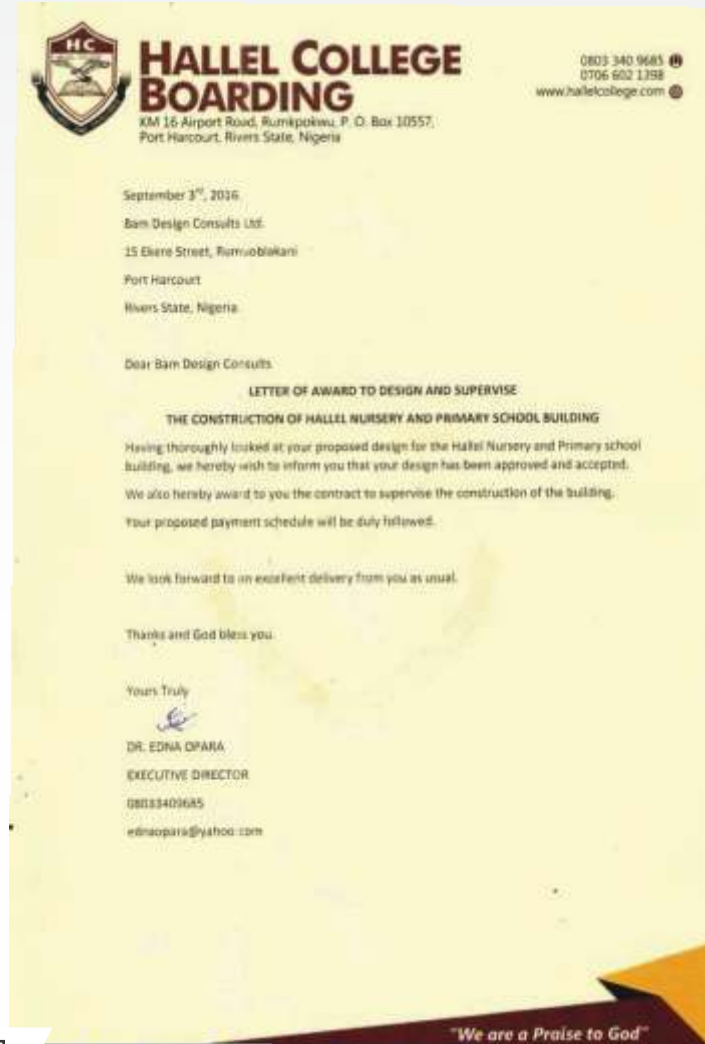 HC
HALLEL COLLEGE
BOARDING
KM 16 Airport Road, Rumkpokwu, P. O. Box 10557,
Port Harcourt, Rivers State, Nigeria
0803 340 9685
0706 602 1398
www.hallelcollege.com
September 3rd, 2016
Bam Design Consults Ltd.
15 Ekere Street, Rumuoblakani
Port Harcourt
Rivers State, Nigeria
Dear Bam Design Consults
LETTER OF AWARD TO DESIGN AND SUPERVISE
THE CONSTRUCTION OF HALLEL NURSERY AND PRIMARY SCHOOL BUILDING
Having thoroughly looked at your proposed design for the Hallel Nursery and Primary school
building, we hereby wish to inform you that your design has been approved and accepted.
We also hereby award to you the contract to supervise the construction of the building.
Your proposed payment schedule will be duly followed.
We look forward to an excellent delivery from you as usual.
Thanks and God bless you.
Yours Truly
DR. EDNA OPARA
EXECUTIVE DIRECTOR
08033409685
ednaopara@yahoo.com
"We are a Praise to God"